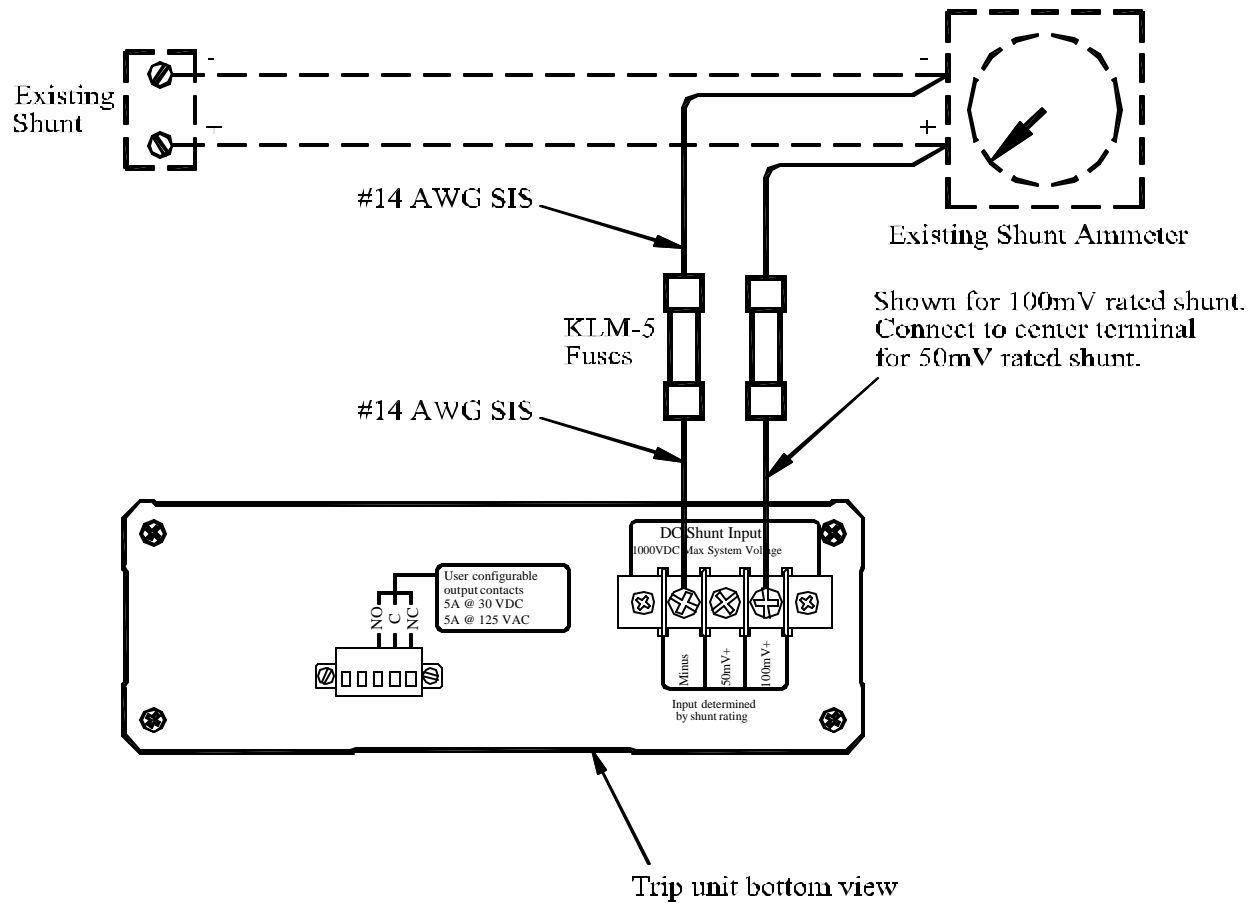 -
-
Existing
Shunt
+
+
#14 AWG SIS
Existing Shunt Ammeter
Shown for 100mV rated shunt.
Connect to center terminal
for 50mV rated shunt.
KLM-5
Fuses
#14 AWG SIS
DC Shunt Input
1000VDC Max System Voltage
User configurable
output contacts
5A @ 30 VDC
5A @ 125 VAC
NO
C
NC
Minus
50mV+
100mV+
Input determined
by shunt rating
Trip unit bottom view